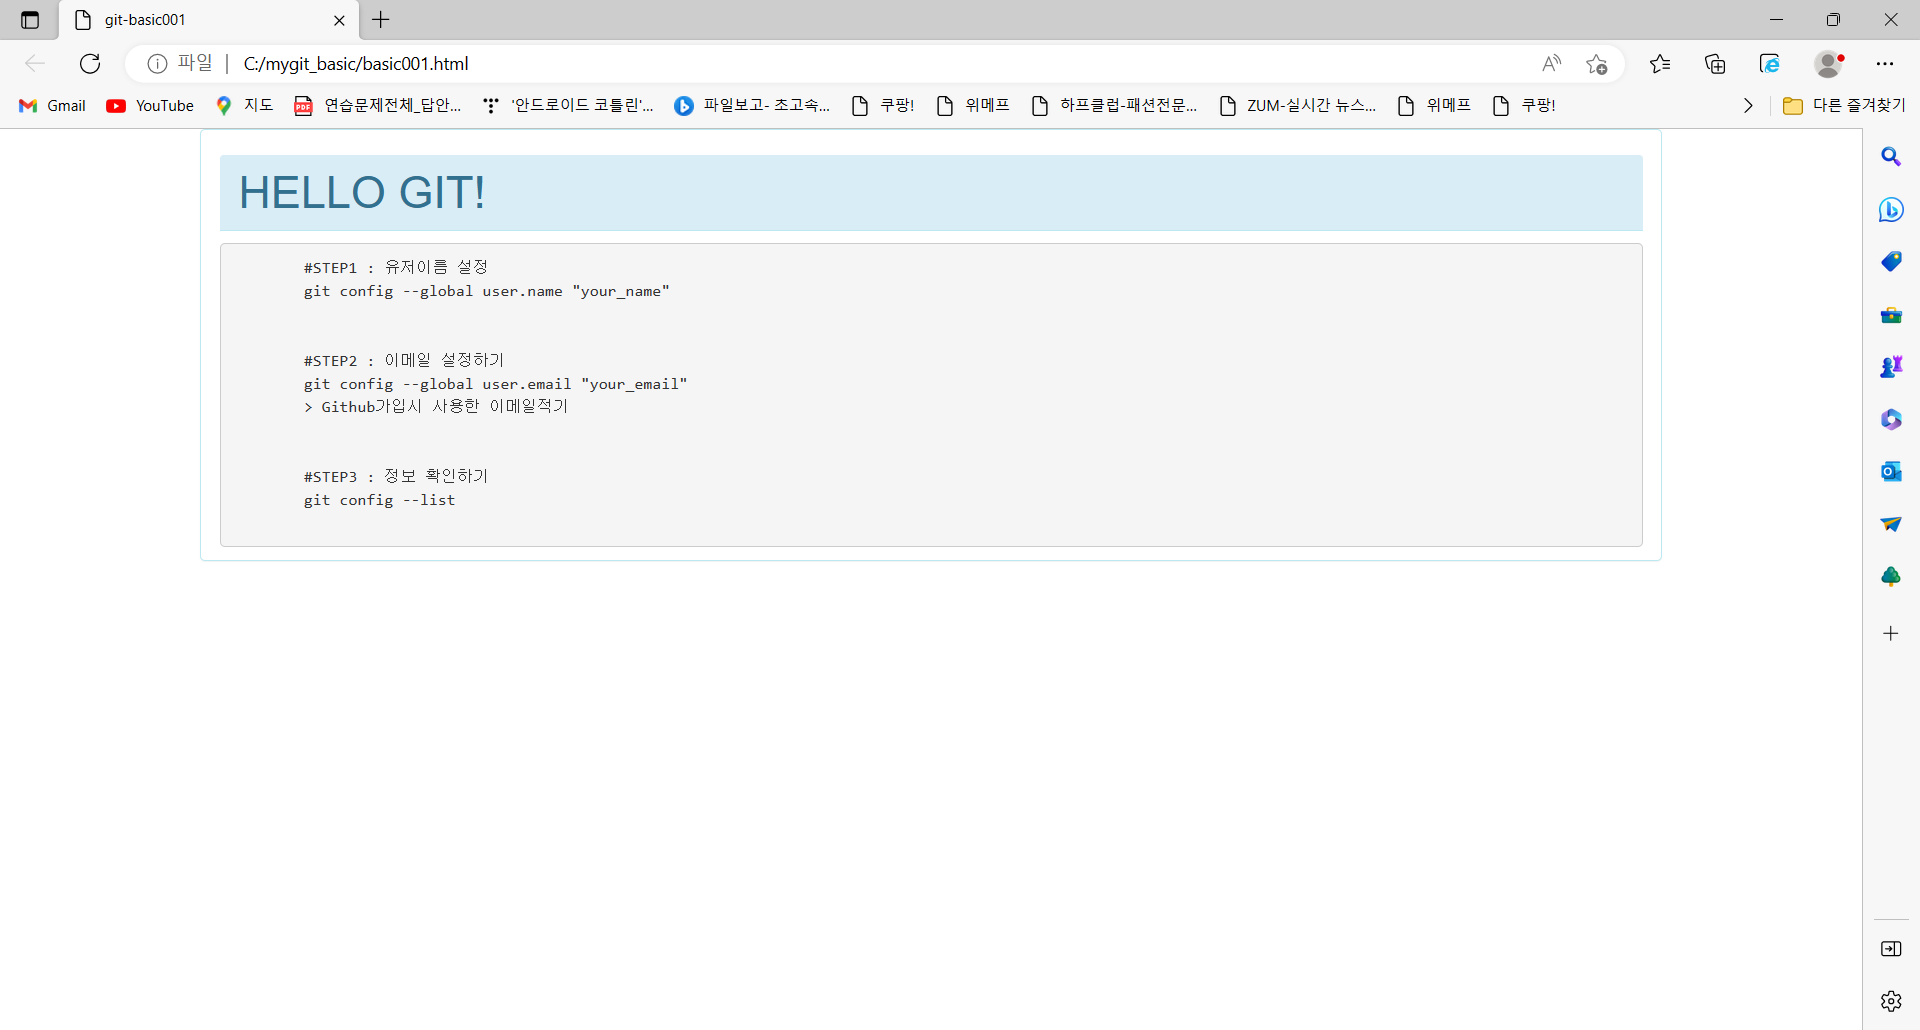 git-basic001
파일 | C:/mygit_basic/basic001.html
Gmail YouTube 지도 연습문제전체_답안... '안드로이드 코틀린'... 파일보고- 초고속... 쿠팡! 위메프 하프클럽-패션전문... ZUM-실시간 뉴스... 위메프 쿠팡! 다른 즐겨찾기
HELLO GIT!
#STEP1 : 유저이름 설정
git config --global user.name "your_name"
#STEP2 : 이메일 설정하기
git config --global user.email "your_email"
> Github가입시 사용한 이메일적기
#STEP3 : 정보 확인하기
git config --list